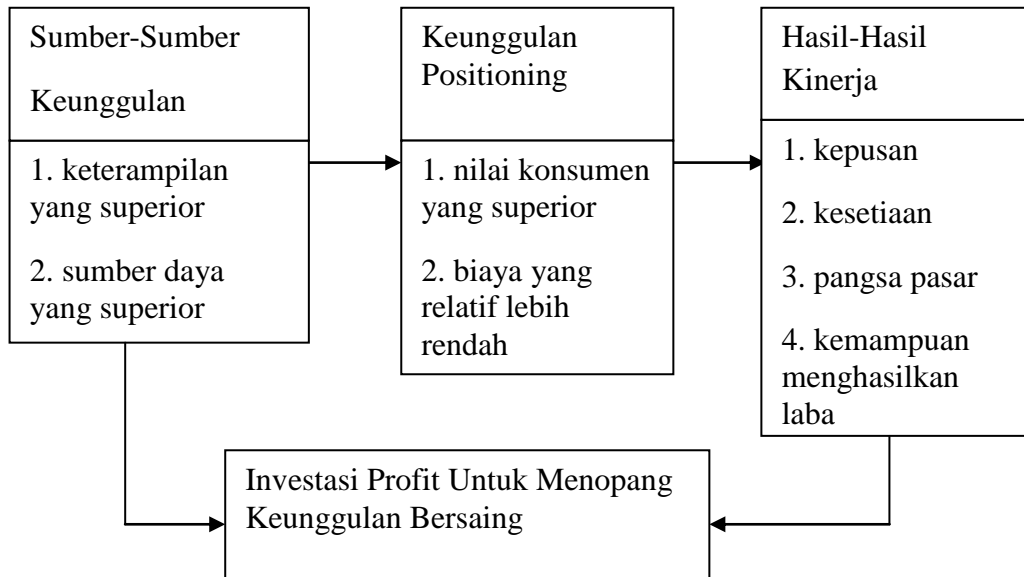 Sumber-Sumber
Keunggulan
1. keterampilan
yang superior
2. sumber daya
yang superior
Keunggulan
Positioning
1. nilai konsumen
yang superior
2. biaya yang
relatif lebih
rendah
Hasil-Hasil
Kinerja
1. kepusan
2. kesetiaan
3. pangsa pasar
4. kemampuan
menghasilkan
laba
Investasi Profit Untuk Menopang
Keunggulan Bersaing